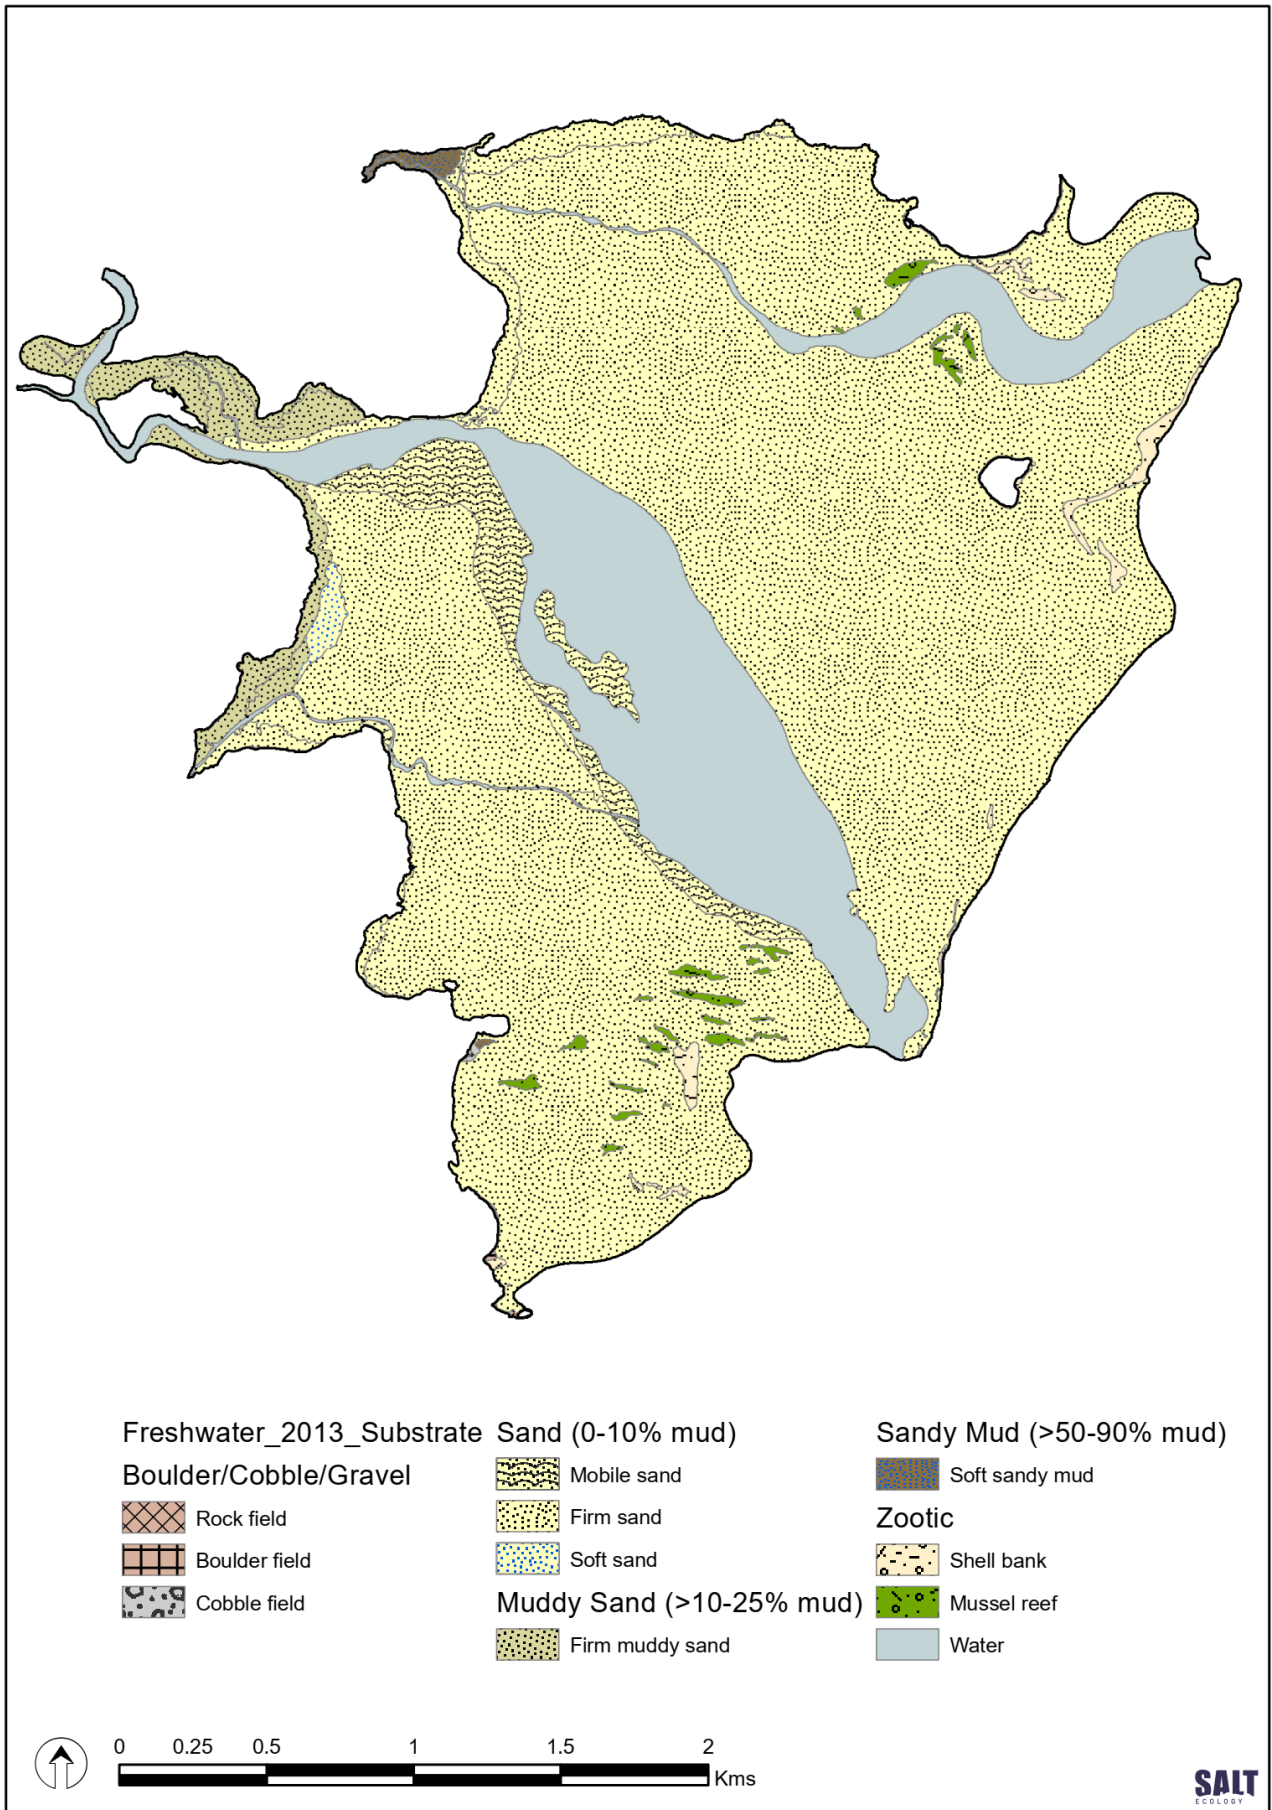 Freshwater_2013_Substrate
Boulder/Cobble/Gravel
Rock field
Boulder field
Cobble field
Sand (0-10% mud)
Mobile sand
Firm sand
Soft sand
Muddy Sand (>10-25% mud)
Firm muddy sand
Sandy Mud (>50-90% mud)
Soft sandy mud
Zootic
Shell bank
Mussel reef
Water
0 0.25 0.5 1 1.5 2
Kms
SALT
ECOLOGY